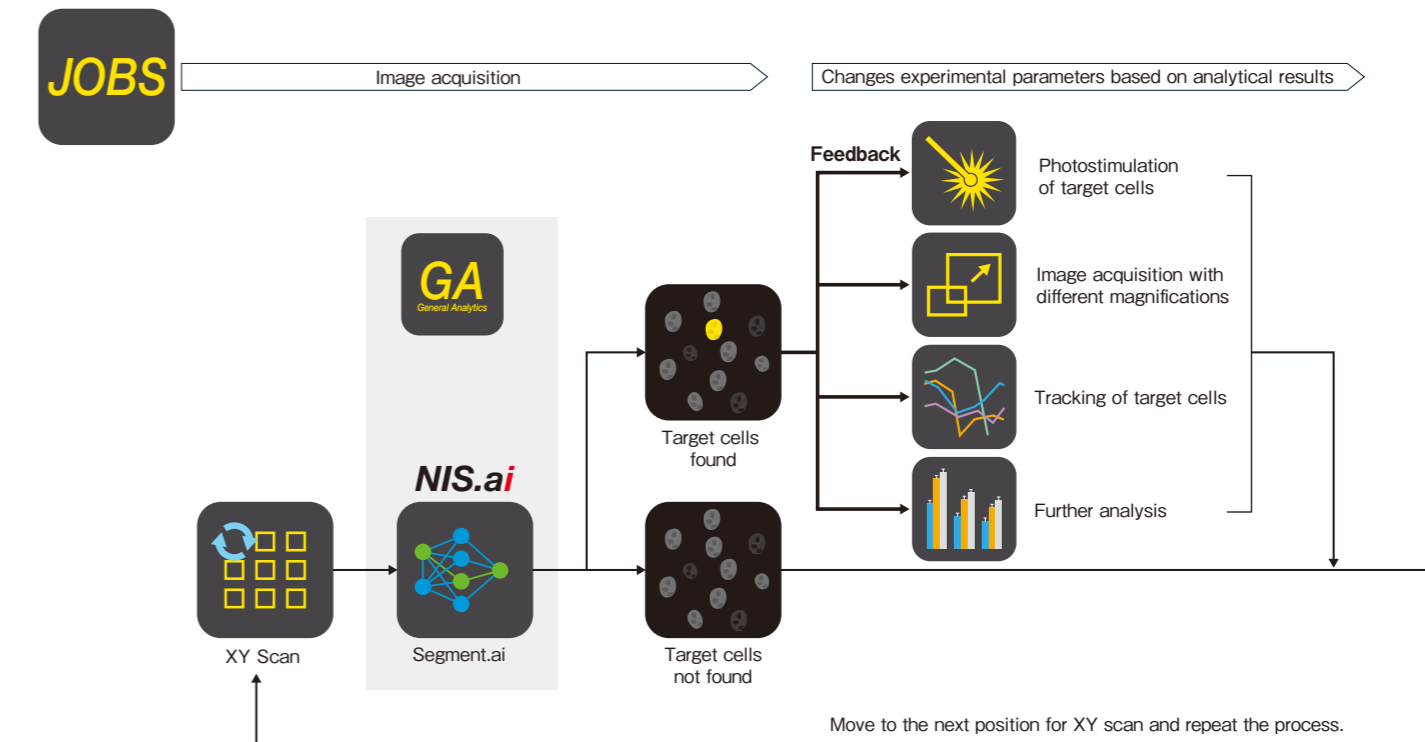 JOBS
Image acquisition
Changes experimental parameters based on analytical results
Feedback
Photostimulation
of target cells
GA
General Analytics
Image acquisition with
different magnifications
Tracking of target cells
Target cells
found
NIS.ai
Further analysis
XY Scan
Segment.ai
Target cells
not found
Move to the next position for XY scan and repeat the process.